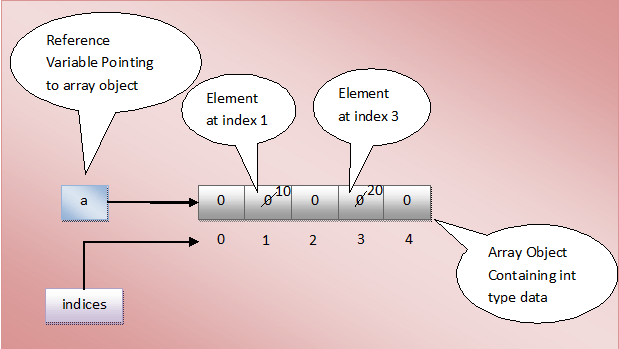 Reference
Variable Pointing
to array object
Element
at index 1
Element
at index 3
a
0 0 10 0 0 20 0
0 1 2 3 4
indices
Array Object
Containing int
type data